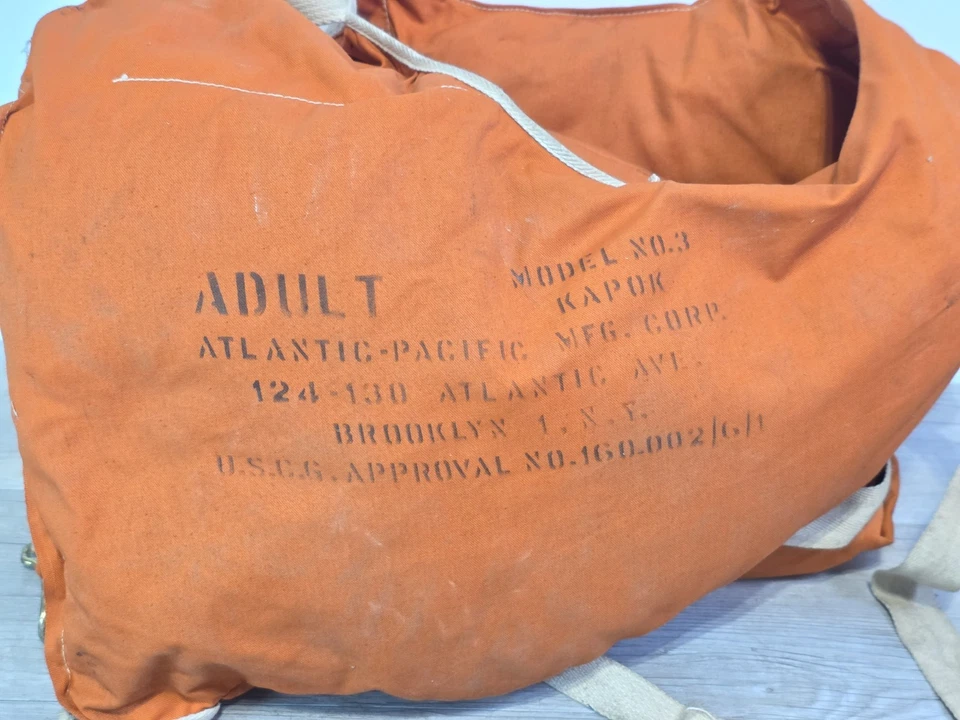 ADULT MODEL NO.3
KAPOK
ATLANTIC-PACIFIC MFG. CORP.
124-130 ATLANTIC AVE.
BROOKLYN 1, N.Y.
U.S.C.G. APPROVAL NO.160.002/6/1